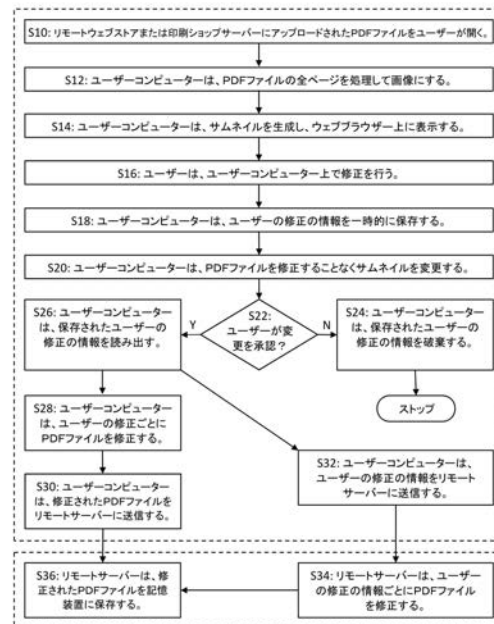 S10: リモートウェブストアまたは印刷ショップサーバーにアップロードされたPDFファイルをユーザーが開く。
S12: ユーザーコンピューターは、PDFファイルの全ページを処理して画像にする。
S14: ユーザーコンピューターは、サムネイルを生成し、ウェブブラウザー上に表示する。
S16: ユーザーは、ユーザーコンピューター上で修正を行う。
S18: ユーザーコンピューターは、ユーザーの修正の情報を一時的に保存する。
S20: ユーザーコンピューターは、PDFファイルを修正することなくサムネイルを変更する。
S22:
ユーザーが変
更を承認？
Y
N
S26: ユーザーコンピューター
は、保存されたユーザーの
修正の情報を読み出す。
S24: ユーザーコンピューター
は、保存されたユーザーの
修正の情報を破棄する。
ストップ
S28: ユーザーコンピューター
は、ユーザーの修正ごとに
PDFファイルを修正する。
S30: ユーザーコンピューター
は、修正されたPDFファイルを
リモートサーバーに送信する。
S32: ユーザーコンピューターは、
ユーザーの修正の情報をリモート
サーバーに送信する。
S36: リモートサーバーは、修
正されたPDFファイルを記憶
装置に保存する。
S34: リモートサーバーは、ユーザー
の修正の情報ごとにPDFファイル
を修正する。